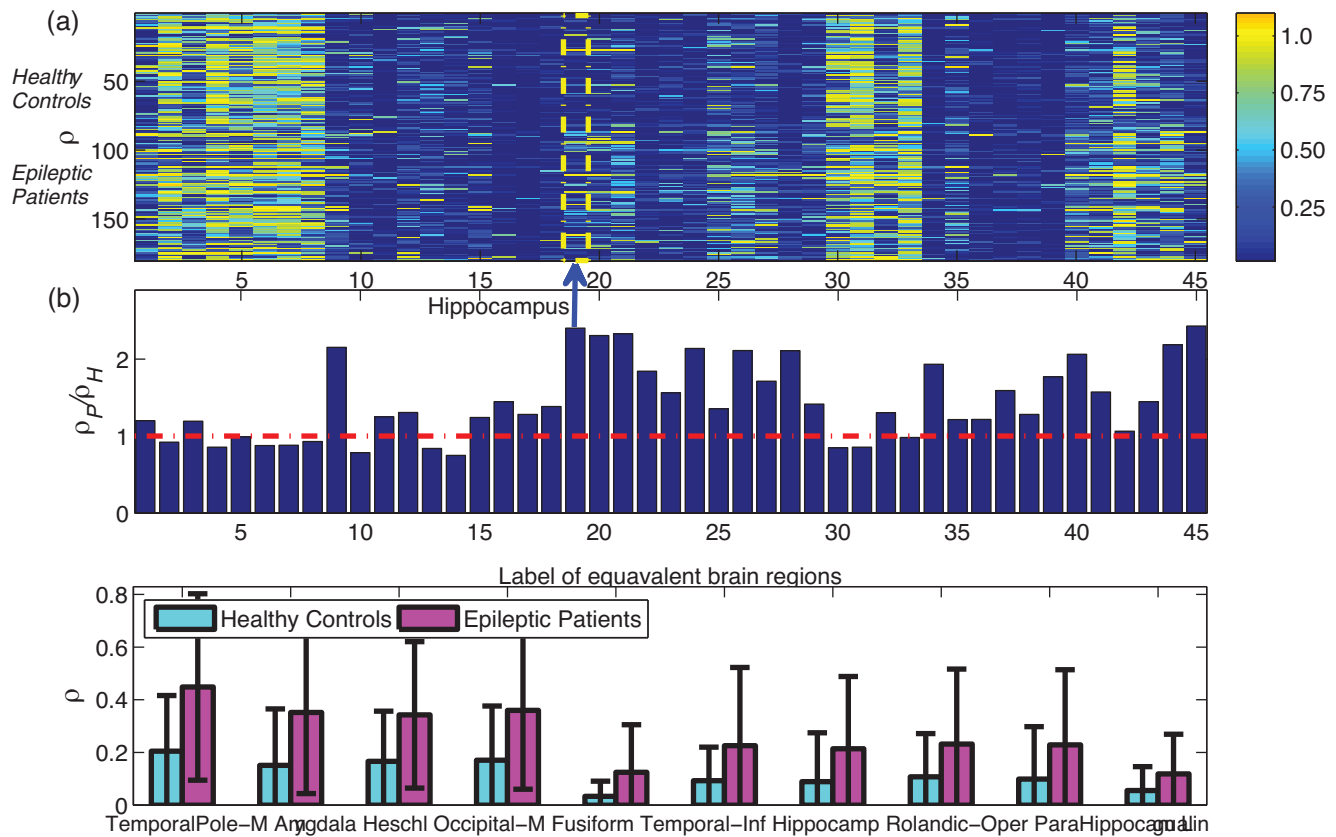 (a)
Healthy
Controls
ρ
Epileptic
Patients
50
100
150
1.0
0.75
0.50
0.25
5 10 15 20 25 30 35 40 45
(b)
Hippocampus
ρP/ρH
2
1
0
5 10 15 20 25 30 35 40 45
Label of equavalent brain regions
0.8
0.6
0.4
0.2
0
ρ
Healthy Controls Epileptic Patients
TemporalPole-M Amygdala Heschl Occipital-M Fusiform Temporal-Inf Hippocamp Rolandic-Oper ParaHippocam